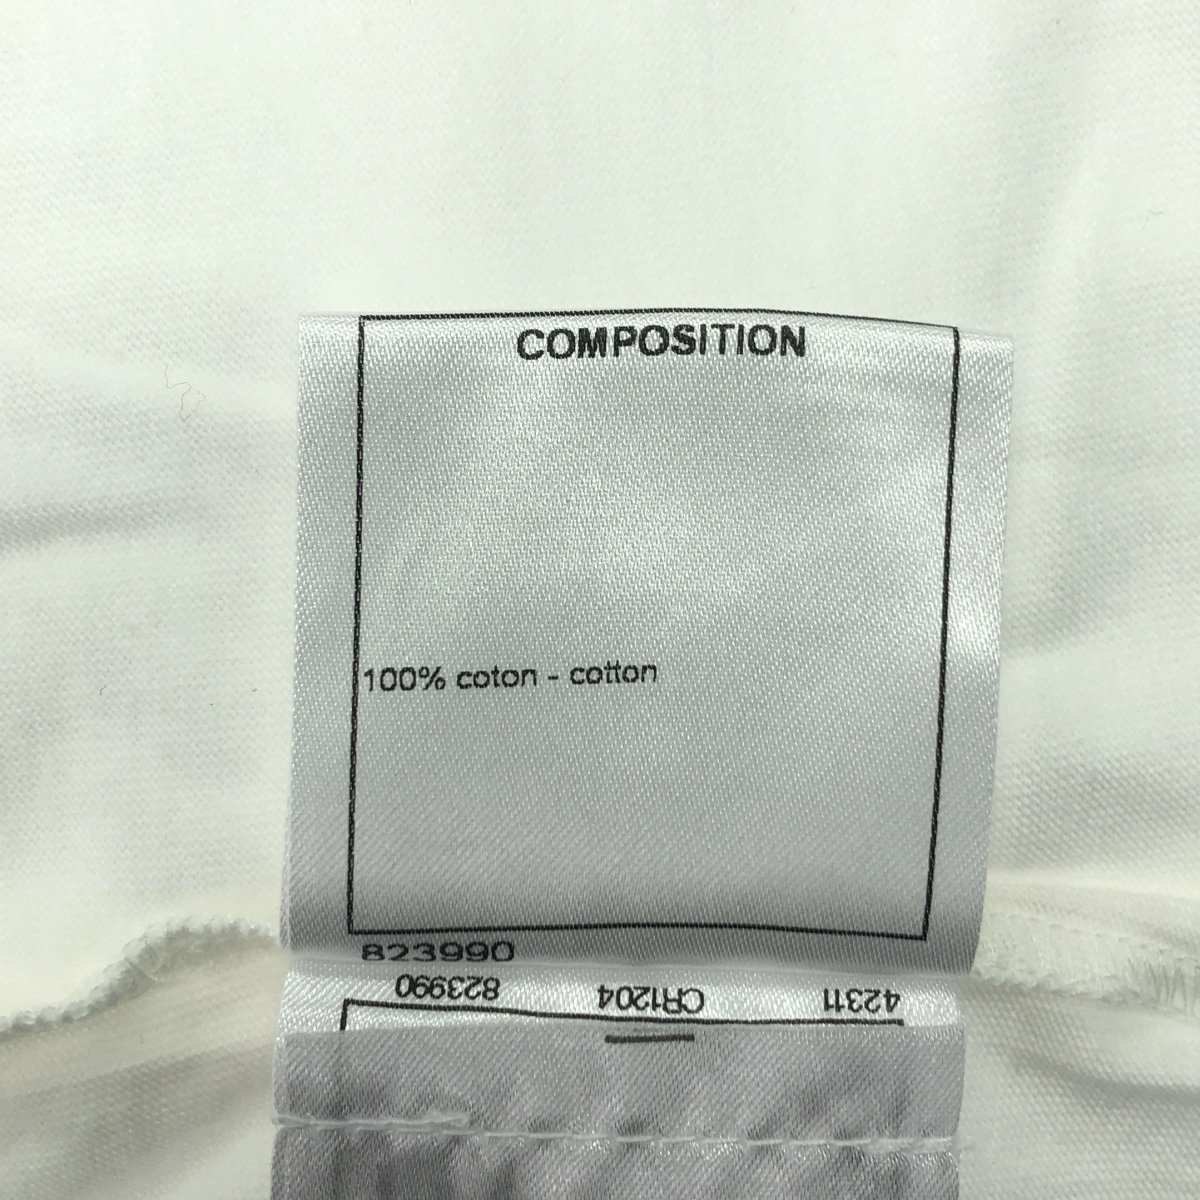 COMPOSITION
100% coton - cotton
823990
42311 CR1204 823990